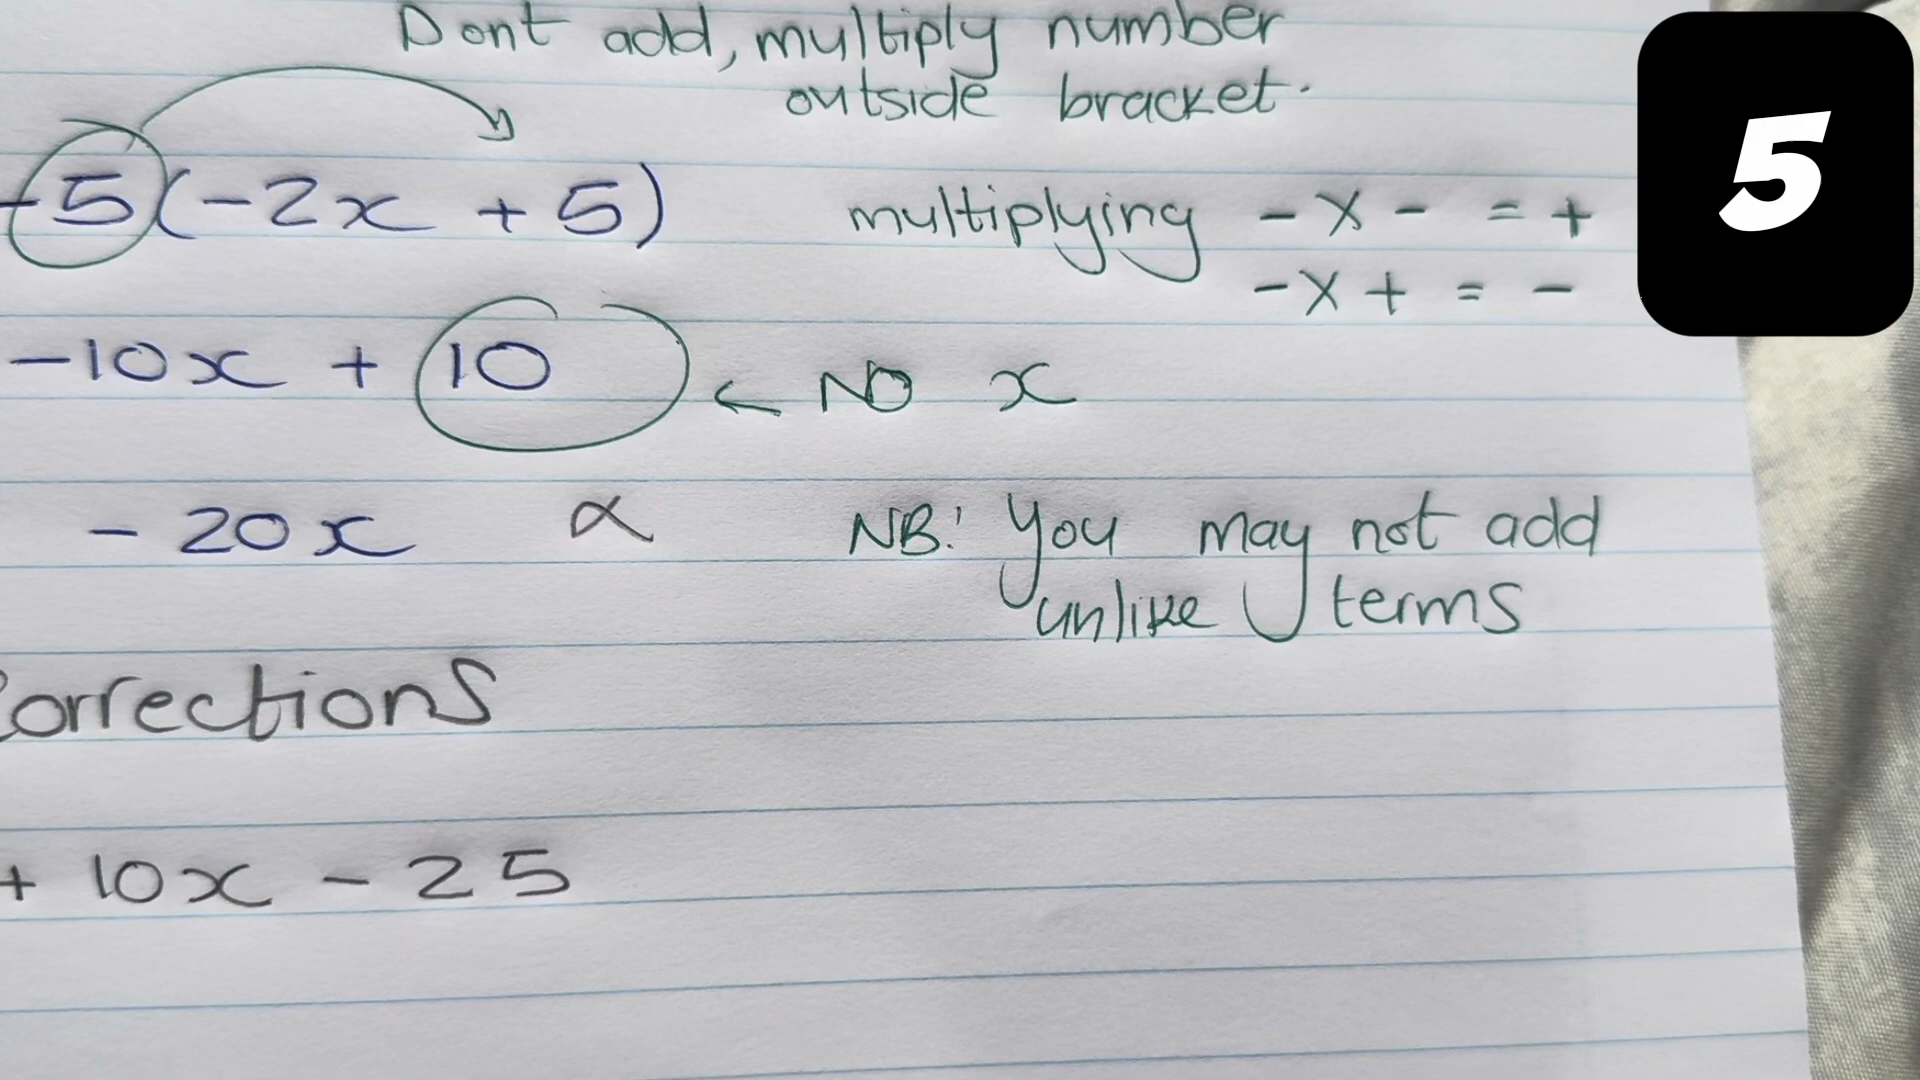 Dont add, multiply number
outside bracket.
-5(-2x + 5)
multiplying - x - = +
- x + = -
-10x + 10
← NO x
- 20x
NB: You may not add
unlike terms
Corrections
+ 10x - 25
5